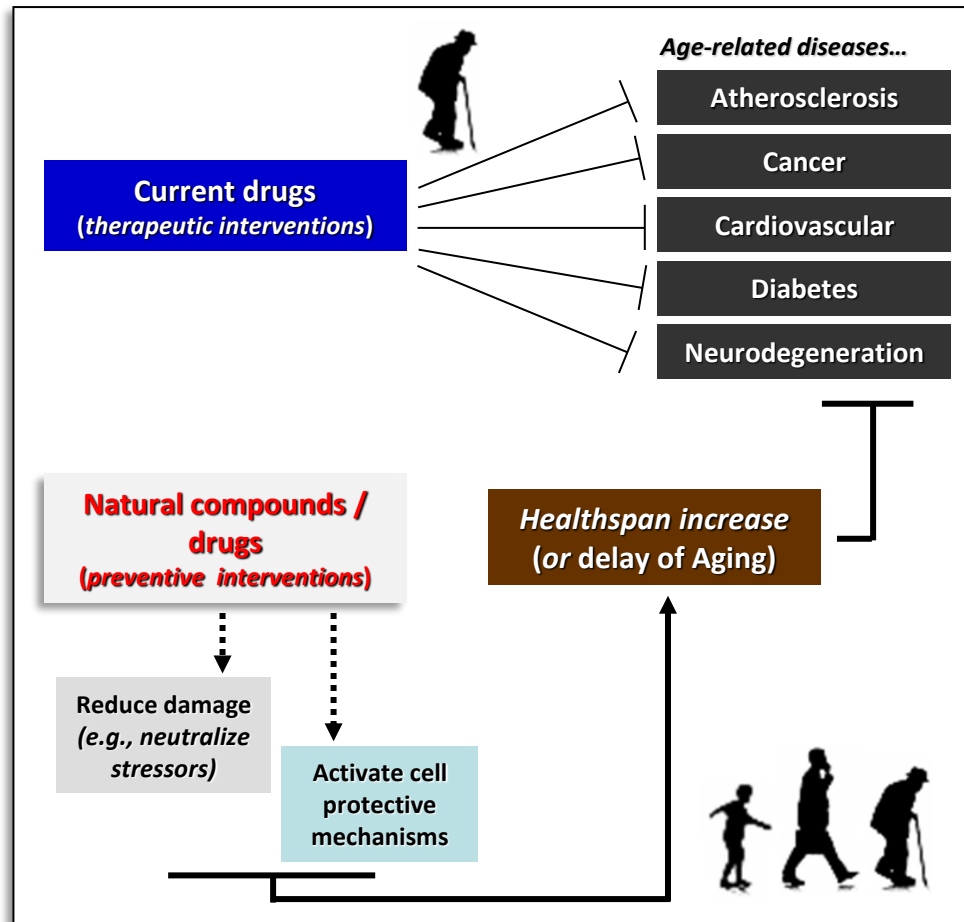 Age-related diseases...
Atherosclerosis
Cancer
Current drugs
(therapeutic interventions)
Cardiovascular
Diabetes
Neurodegeneration
Natural compounds /
drugs
(preventive interventions)
Healthspan increase
(or delay of Aging)
Reduce damage
(e.g., neutralize
stressors)
Activate cell
protective
mechanisms